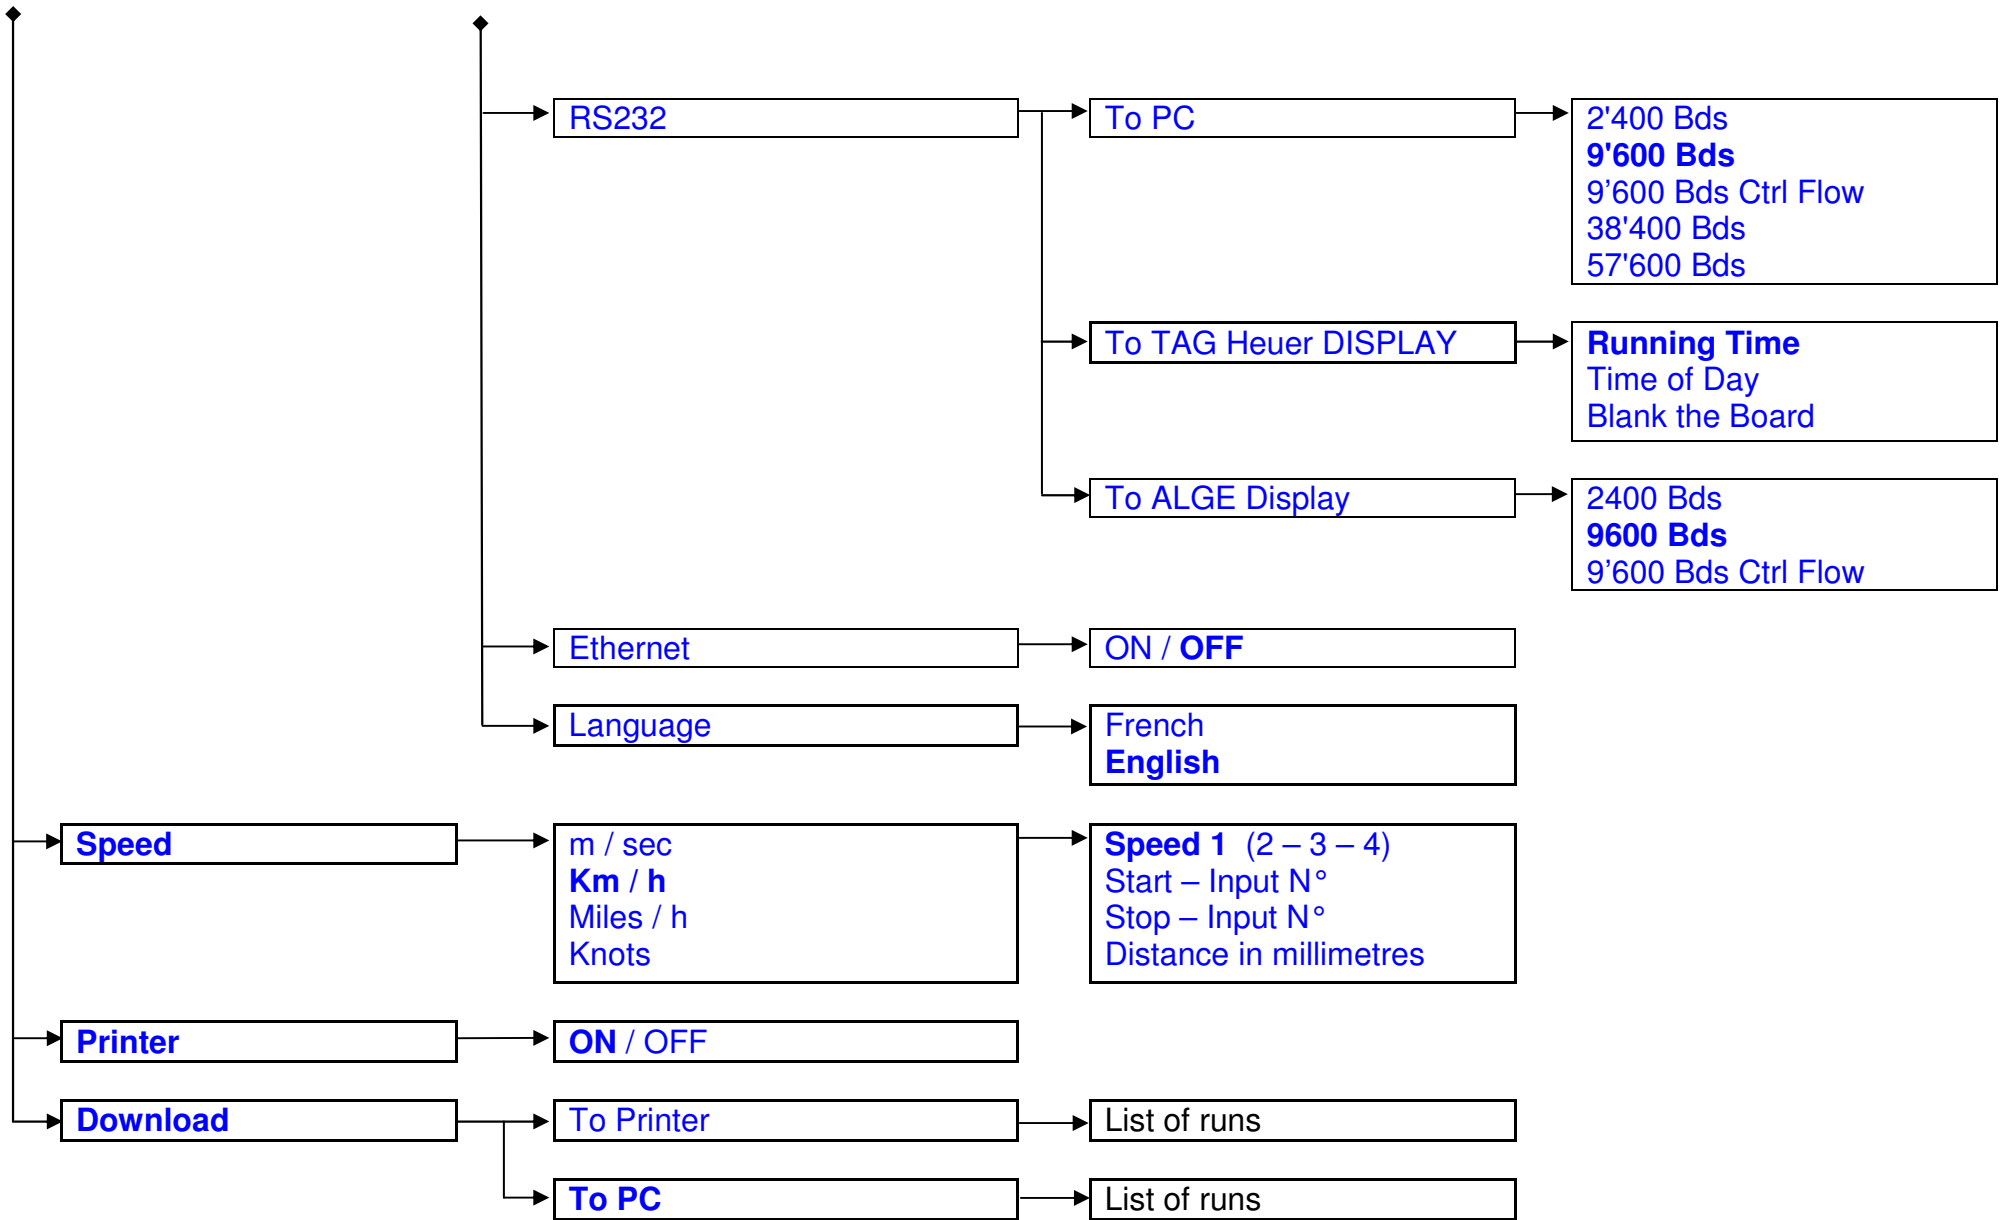 RS232
To PC
2'400 Bds
9'600 Bds
9’600 Bds Ctrl Flow
38'400 Bds
57'600 Bds
To TAG Heuer DISPLAY
Running Time
Time of Day
Blank the Board
To ALGE Display
2400 Bds
9600 Bds
9’600 Bds Ctrl Flow
Ethernet
ON / OFF
Language
French
English
Speed
m / sec
Km / h
Miles / h
Knots
Speed 1 (2 – 3 – 4)
Start – Input N°
Stop – Input N°
Distance in millimetres
Printer
ON / OFF
Download
To Printer
List of runs
To PC
List of runs